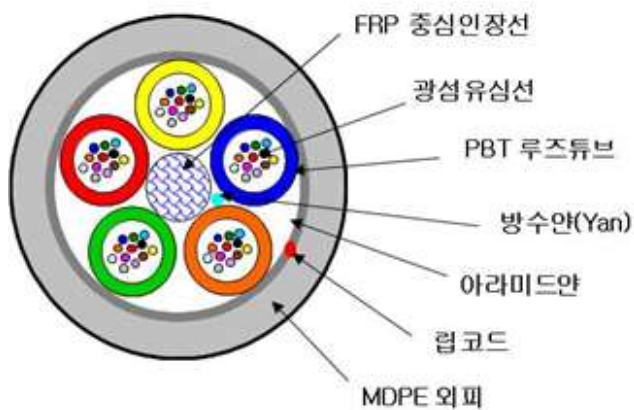 FRP 중심인장선
광섬유심선
PBT 루즈튜브
방수얀(Yan)
아라미드얀
립코드
MDPE 외피